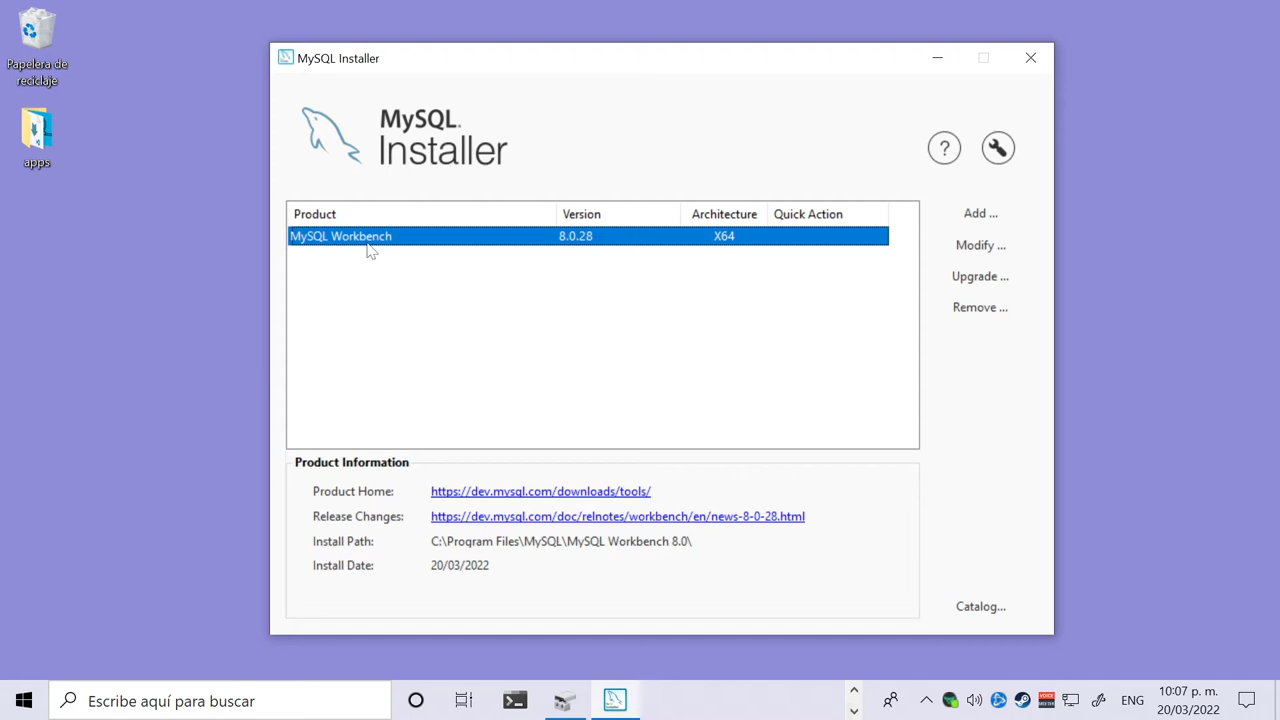 Papelera de
reciclaje
apps
MySQL Installer
MySQL.
Installer
?
Product Version Architecture Quick Action
MySQL Workbench 8.0.28 X64
Add ...
Modify ...
Upgrade ...
Remove ...
Product Information
Product Home: https://dev.mysql.com/downloads/tools/
Release Changes: https://dev.mysql.com/doc/relnotes/workbench/en/news-8-0-28.html
Install Path: C:\Program Files\MySQL\MySQL Workbench 8.0\
Install Date: 20/03/2022
Catalog...
Escribe aquí para buscar
ENG
10:07 p. m.
20/03/2022